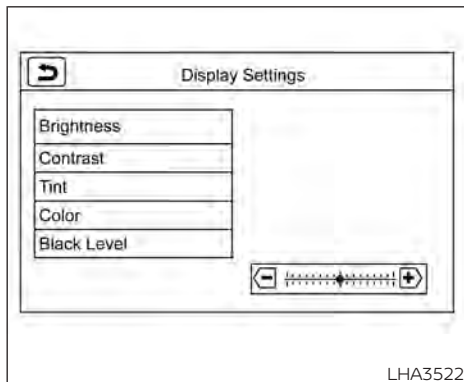 Display Settings
Brightness
Contrast
Tint
Color
Black Level
LHA3522